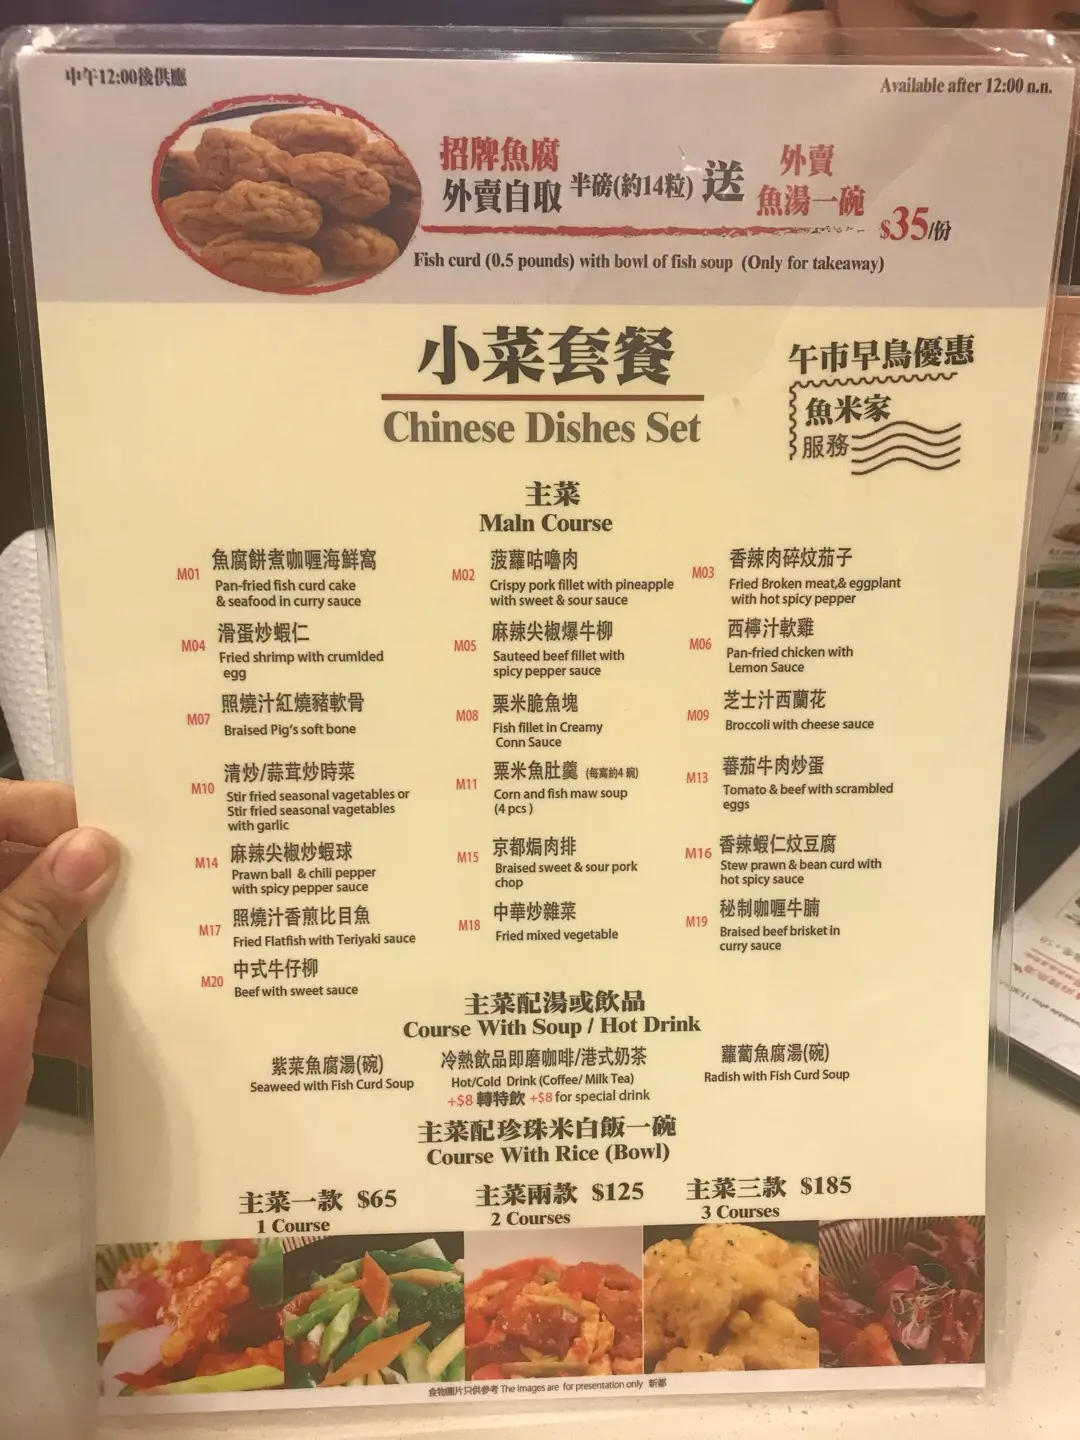 中午12:00後供應
Available after 12:00 n.n.
招牌魚腐
外賣自取 半磅(約14粒) 送 外賣
魚湯一碗 $35/份
Fish curd (0.5 pounds) with bowl of fish soup (Only for takeaway)
小菜套餐
Chinese Dishes Set
午市早鳥優惠
魚米家
服務
主菜
Maln Course
M01 魚腐餅煮咖喱海鮮窩
Pan-fried fish curd cake
& seafood in curry sauce
M02 菠蘿咕嚕肉
Crispy pork fillet with pineapple
with sweet & sour sauce
M03 香辣肉碎炆茄子
Fried Broken meat,& eggplant
with hot spicy pepper
M04 滑蛋炒蝦仁
Fried shrimp with crumlded
egg
M05 麻辣尖椒爆牛柳
Sauteed beef fillet with
spicy pepper sauce
M06 西檸汁軟雞
Pan-fried chicken with
Lemon Sauce
M07 照燒汁紅燒豬軟骨
Braised Pig's soft bone
M08 粟米脆魚塊
Fish fillet in Creamy
Conn Sauce
M09 芝士汁西蘭花
Broccoli with cheese sauce
M10 清炒/蒜茸炒時菜
Stir fried seasonal vagetables or
Stir fried seasonal vagetables
with garlic
M11 粟米魚肚羹 (每窩約4 碗)
Corn and fish maw soup
(4 pcs )
M13 蕃茄牛肉炒蛋
Tomato & beef with scrambled
eggs
M14 麻辣尖椒炒蝦球
Prawn ball & chili pepper
with spicy pepper sauce
M15 京都焗肉排
Braised sweet & sour pork
chop
M16 香辣蝦仁炆豆腐
Stew prawn & bean curd with
hot spicy sauce
M17 照燒汁香煎比目魚
Fried Flatfish with Teriyaki sauce
M18 中華炒雜菜
Fried mixed vegetable
M19 秘制咖喱牛腩
Braised beef brisket in
curry sauce
M20 中式牛仔柳
Beef with sweet sauce
主菜配湯或飲品
Course With Soup / Hot Drink
紫菜魚腐湯(碗)
Seaweed with Fish Curd Soup
冷熱飲品即磨咖啡/港式奶茶
Hot/Cold Drink (Coffee/ Milk Tea)
+$8 轉特飲 +$8 for special drink
蘿蔔魚腐湯(碗)
Radish with Fish Curd Soup
主菜配珍珠米白飯一碗
Course With Rice (Bowl)
主菜一款 $65
1 Course
主菜兩款 $125
2 Courses
主菜三款 $185
3 Courses
食物圖片只供參考 The images are for presentation only 新都